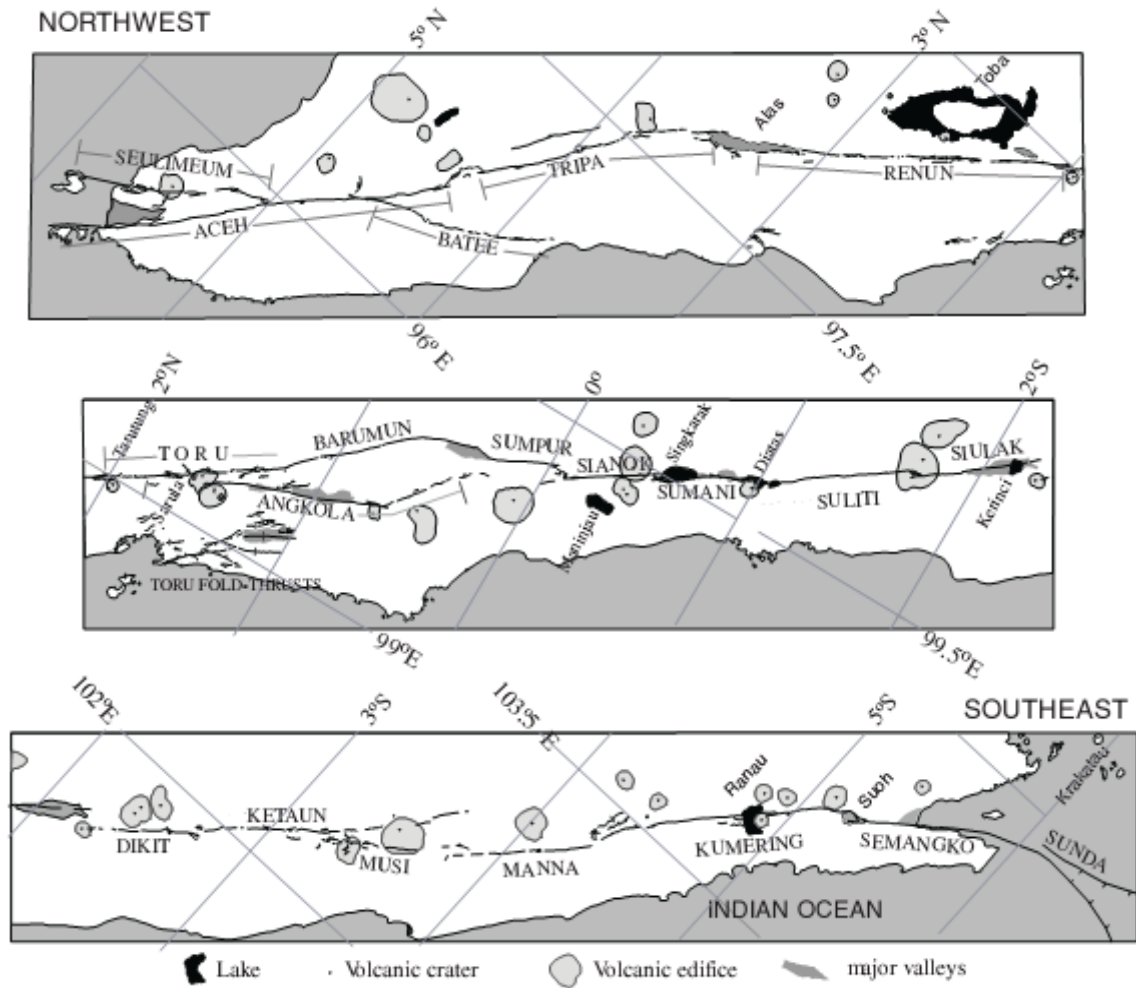 NORTHWEST
5° N
3° N
Toba
Alas
SEULIMEUM
TRIPA
RENUN
ACEH
BATEE
96° E
97.5° E
2° N
0°
2°S
Tarutung
BARUMUN
Singkarak
TORU
SUMPUR
Diatas
SIANOK
SIULAK
Sarula
ANGKOLA
SUMANI
SULITI
Kerinci
Maninjau
TORU FOLD-THRUSTS
99°E
99.5°E
102°E
3°S
103.5 E
5°S
SOUTHEAST
Ranau
Suoh
Krakatau
KETAUN
DIKIT
MUSI
MANNA
KUMERING
SEMANGKO
SUNDA
INDIAN OCEAN
Lake
Volcanic crater
Volcanic edifice
major valleys